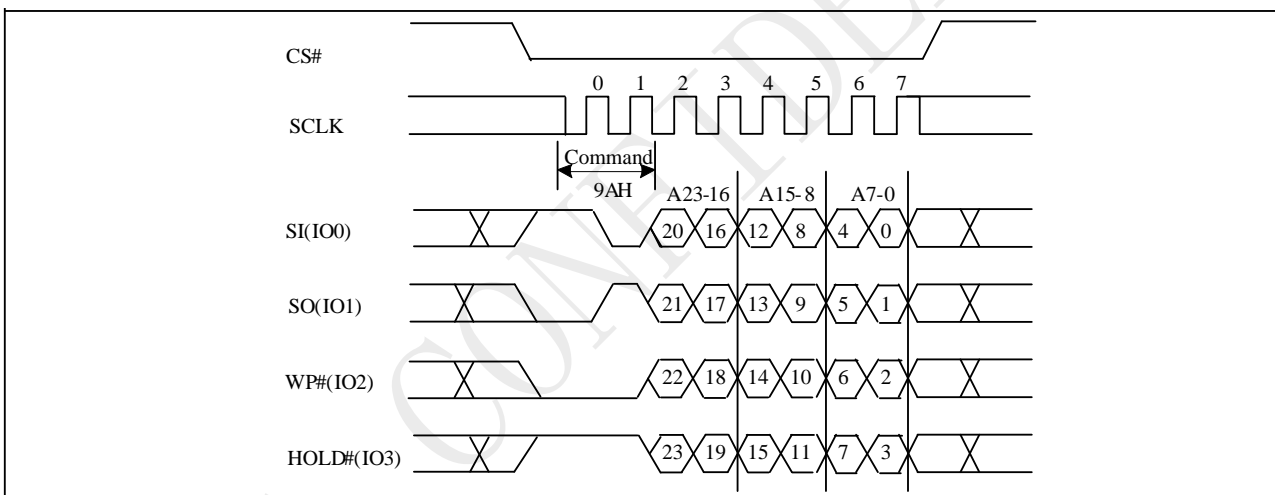 CONFIDE
CS#
0 1 2 3 4 5 6 7
SCLK
Command
9AH
A23-16 A15-8 A7-0
SI(IO0) 20 16 12 8 4 0
SO(IO1) 21 17 13 9 5 1
WP#(IO2) 22 18 14 10 6 2
HOLD#(IO3) 23 19 15 11 7 3